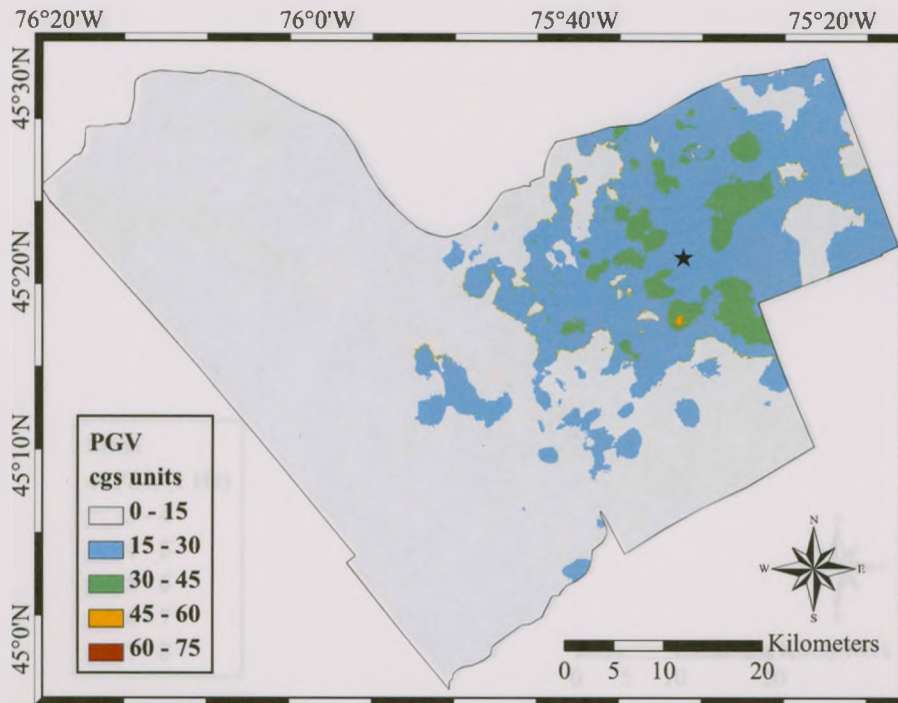 76°20'W 76°0'W 75°40'W 75°20'W
45°30'N
45°20'N
45°10'N
45°0'N
PGV
cgs units
0 - 15
15 - 30
30 - 45
45 - 60
60 - 75
N
W E
S
Kilometers
0 5 10 20